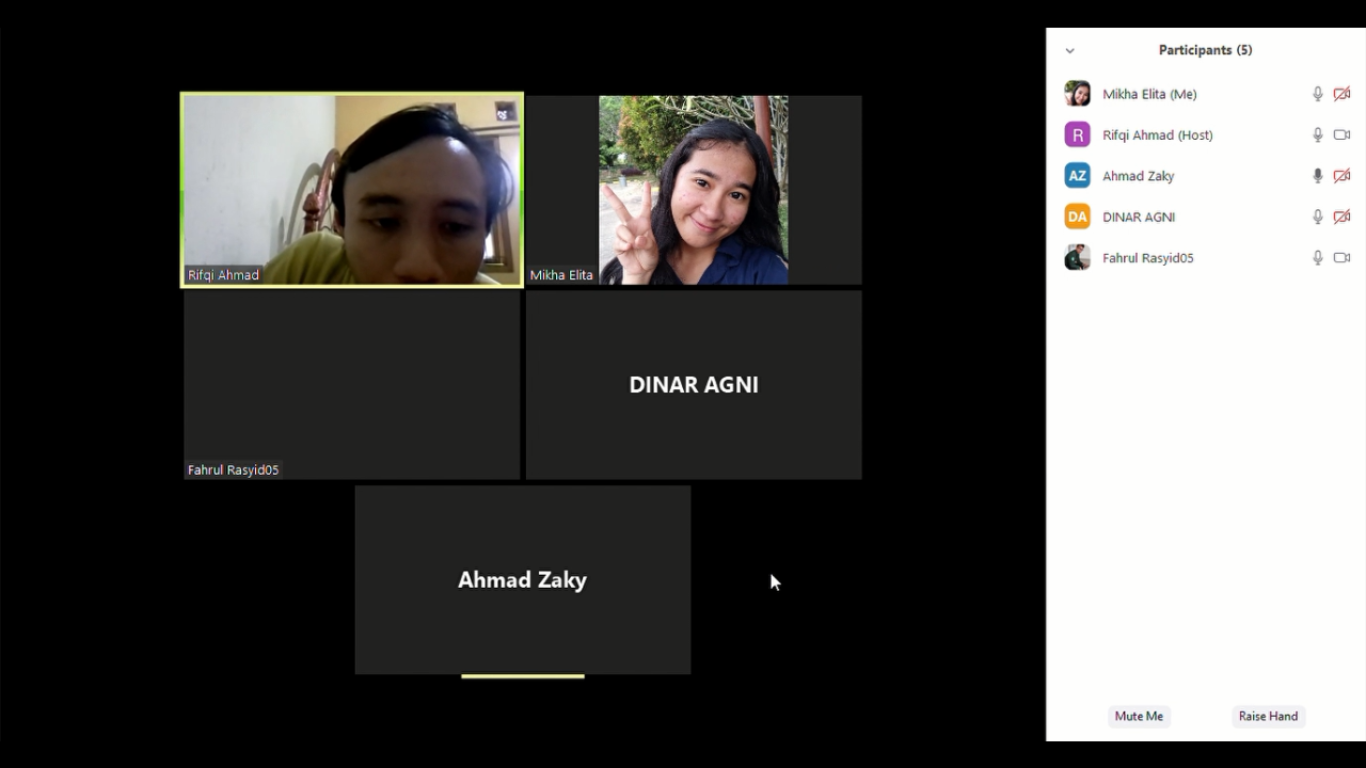 Rifqi Ahmad
Mikha Elita
Fahrul Rasyid05
DINAR AGNI
Ahmad Zaky
Participants (5)
Mikha Elita (Me)
R
Rifqi Ahmad (Host)
AZ
Ahmad Zaky
DA
DINAR AGNI
Fahrul Rasyid05
Mute Me
Raise Hand